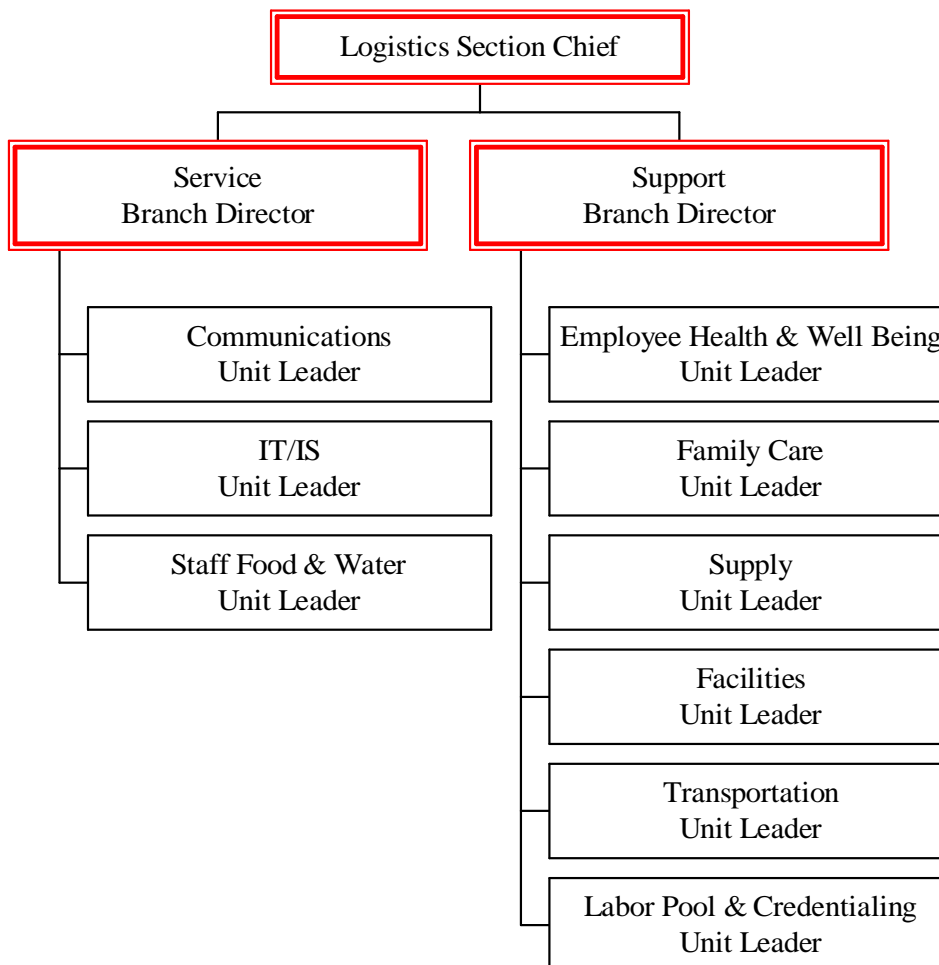 Logistics Section Chief
Service
Branch Director
Support
Branch Director
Communications
Unit Leader
IT/IS
Unit Leader
Staff Food & Water
Unit Leader
Employee Health & Well Being
Unit Leader
Family Care
Unit Leader
Supply
Unit Leader
Facilities
Unit Leader
Transportation
Unit Leader
Labor Pool & Credentialing
Unit Leader